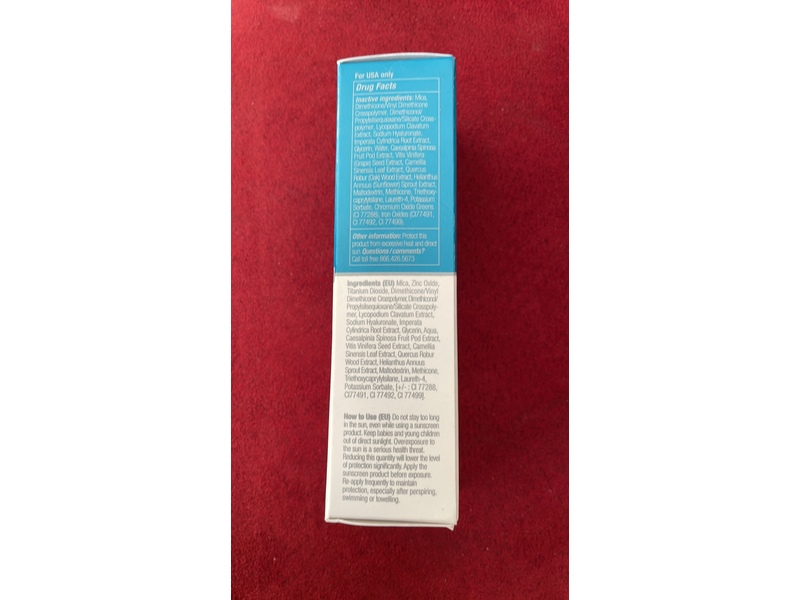 For USA only
Drug Facts
Inactive ingredients: Mica,
Dimethicone/Vinyl Dimethicone
Crosspolymer, Dimethiconol/
Propylsilsequioxane/Silicate Cross-
polymer, Lycopodium Clavatum
Extract, Sodium Hyaluronate,
Imperata Cylindrica Root Extract,
Glycerin, Water, Caesalpinia Spinosa
Fruit Pod Extract, Vitis Vinifera
(Grape) Seed Extract, Camellia
Sinensis Leaf Extract, Quercus
Robur (Oak) Wood Extract, Helianthus
Annuus (Sunflower) Sprout Extract,
Maltodextrin, Methicone, Triethoxy-
caprylylsilane, Laureth-4, Potassium
Sorbate, Chromium Oxide Greens
(CI 77288), Iron Oxides (CI77491,
CI 77492, CI 77499).
Other information: Protect this
product from excessive heat and direct
sun. Questions/comments?
Call toll free 866.426.5673
Ingredients (EU) Mica, Zinc Oxide,
Titanium Dioxide, Dimethicone/Vinyl
Dimethicone Crosspolymer, Dimethiconol/
Propylsilsequioxane/Silicate Crosspoly-
mer, Lycopodium Clavatum Extract,
Sodium Hyaluronate, Imperata
Cylindrica Root Extract, Glycerin, Aqua,
Caesalpinia Spinosa Fruit Pod Extract,
Vitis Vinifera Seed Extract, Camellia
Sinensis Leaf Extract, Quercus Robur
Wood Extract, Helianthus Annuus
Sprout Extract, Maltodextrin, Methicone,
Triethoxycaprylylsilane, Laureth-4,
Potassium Sorbate, [+/- : CI 77288,
CI77491, CI 77492, CI 77499].
How to Use (EU) Do not stay too long
in the sun, even while using a sunscreen
product. Keep babies and young children
out of direct sunlight. Overexposure to
the sun is a serious health threat.
Reducing this quantity will lower the level
of protection significantly. Apply the
sunscreen product before exposure.
Re-apply frequently to maintain
protection, especially after perspiring,
swimming or towelling.